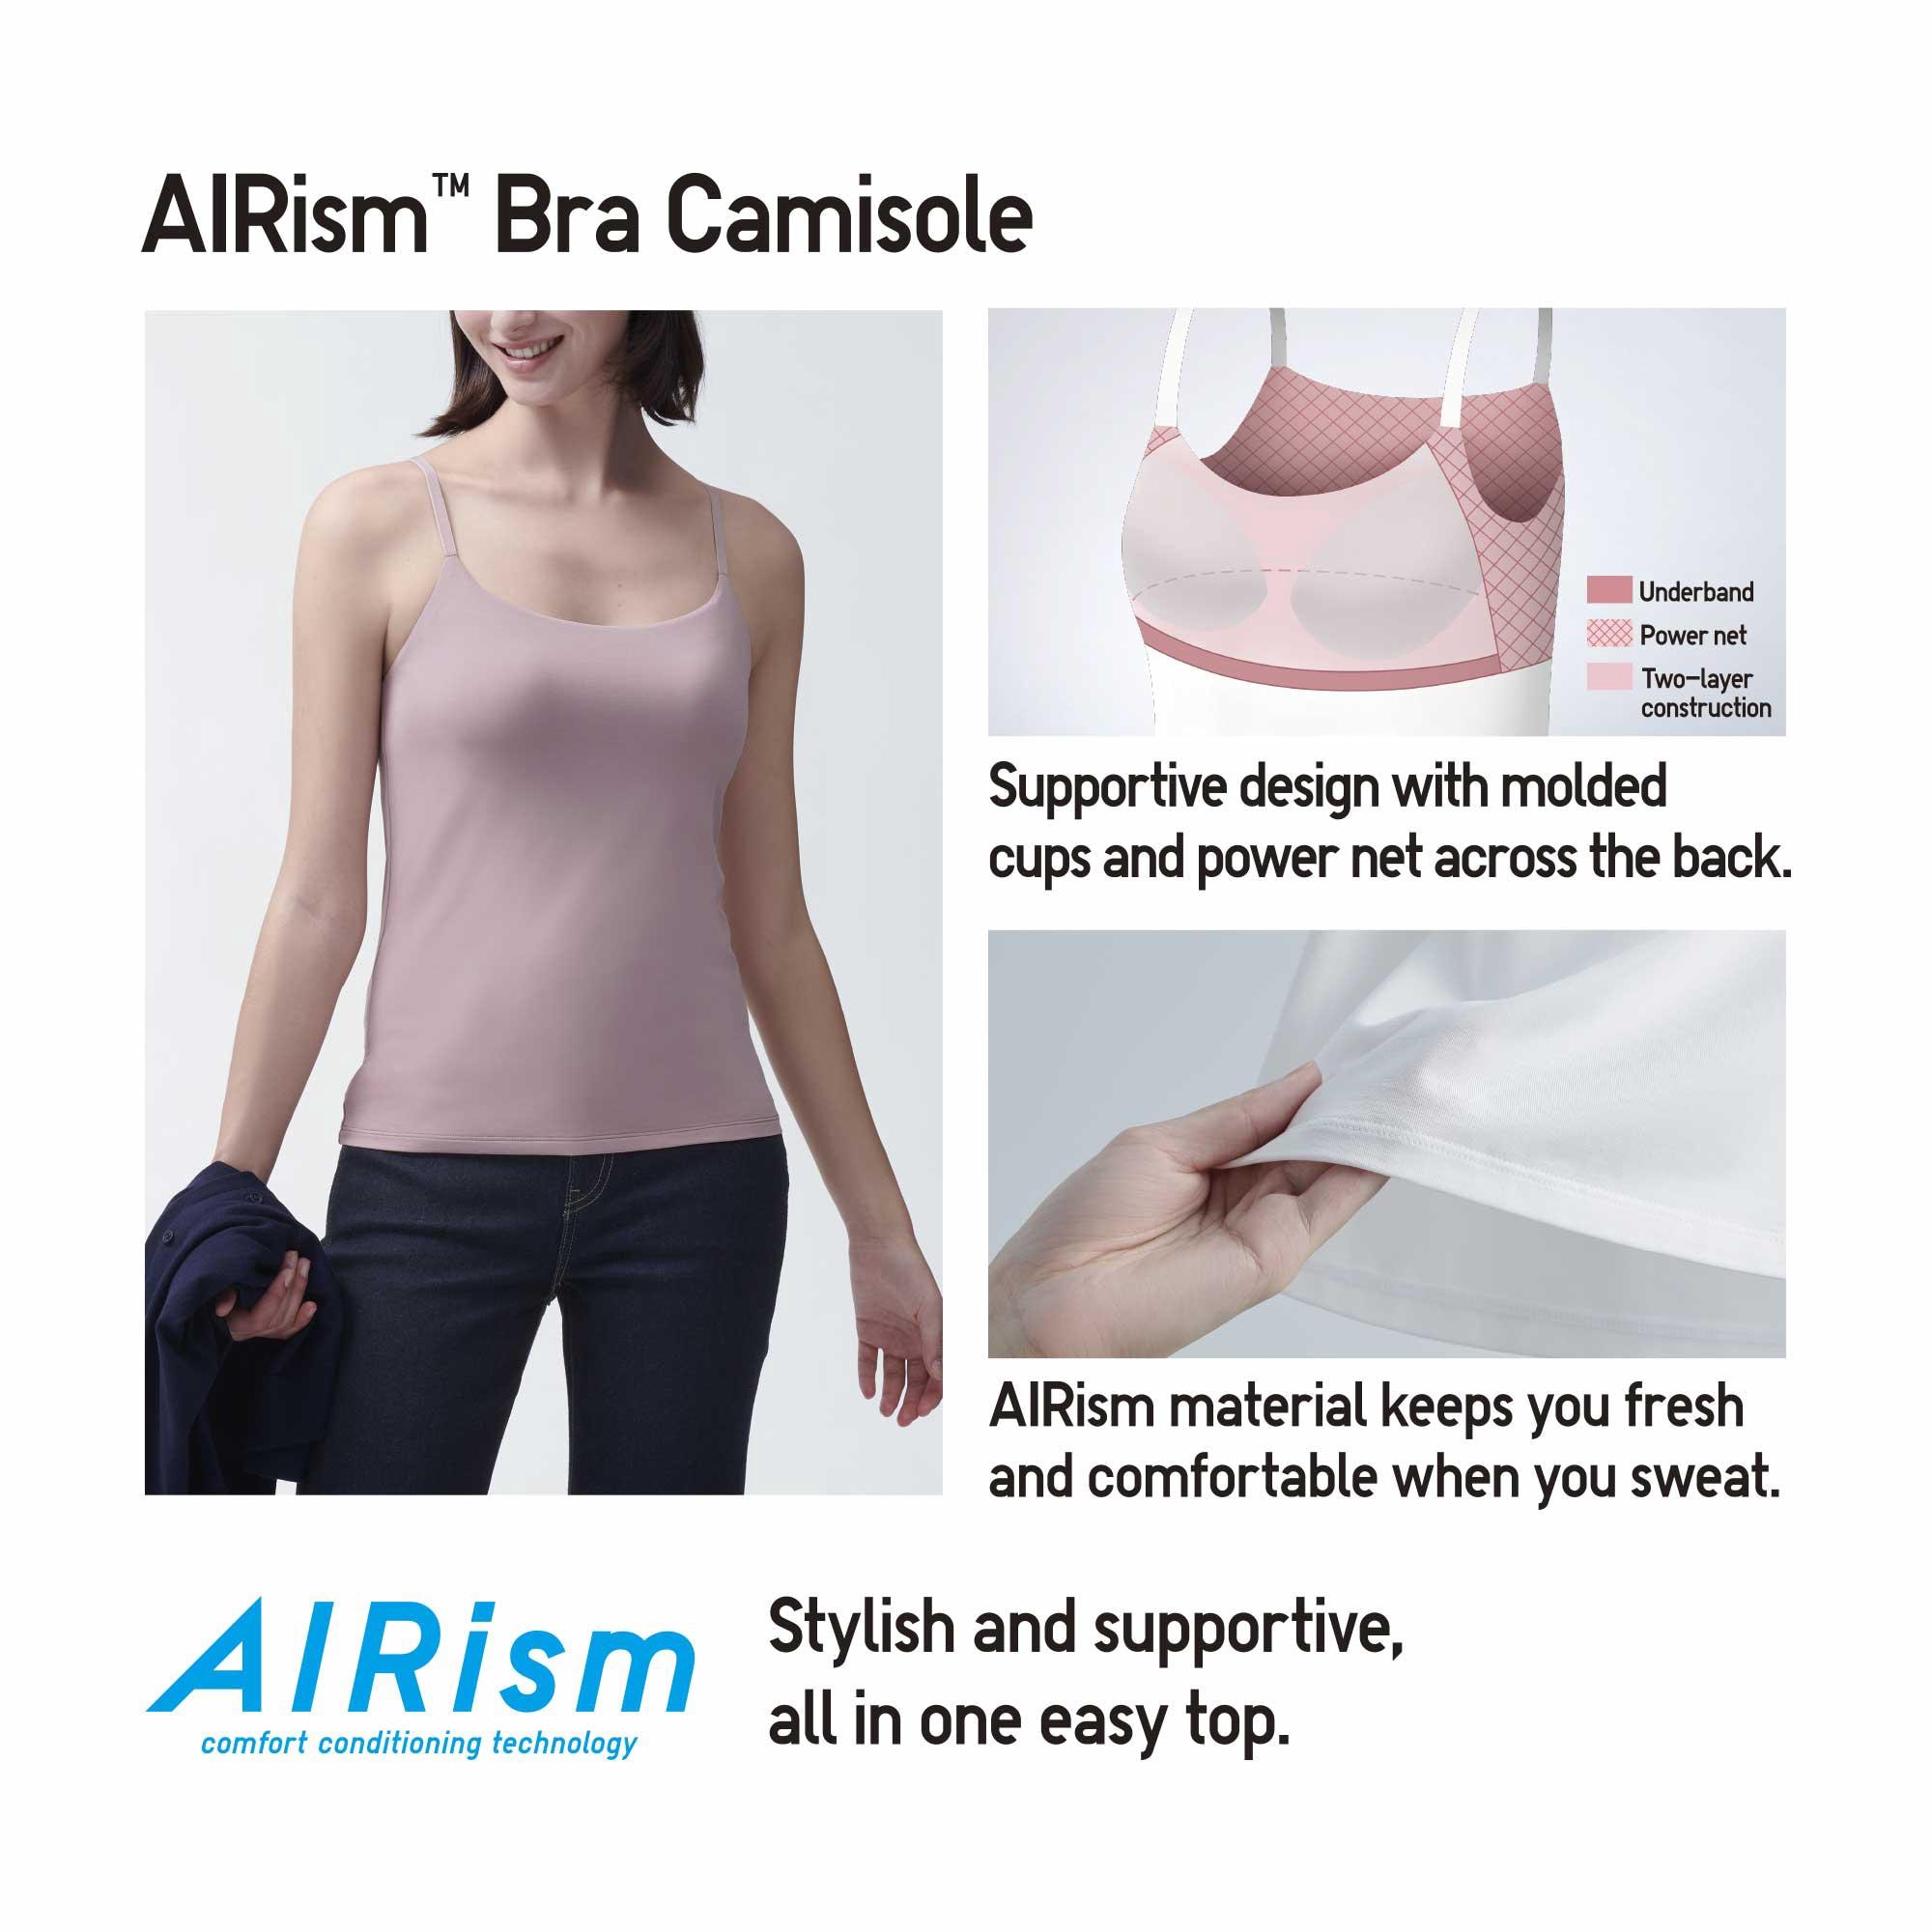 AIRism™ Bra Camisole
Underband
Power net
Two-layer
construction
Supportive design with molded
cups and power net across the back.
AIRism material keeps you fresh
and comfortable when you sweat.
AIRism
comfort conditioning technology
Stylish and supportive,
all in one easy top.